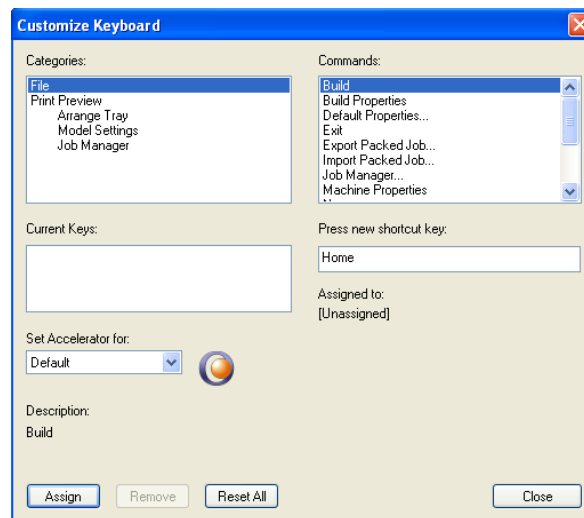 Customize Keyboard
Categories:
File
Print Preview
Arrange Tray
Model Settings
Job Manager
Commands:
Build
Build Properties
Default Properties...
Exit
Export Packed Job...
Import Packed Job...
Job Manager...
Machine Properties
Current Keys:
Press new shortcut key:
Home
Assigned to:
[Unassigned]
Set Accelerator for:
Default
Description:
Build
Assign
Remove
Reset All
Close